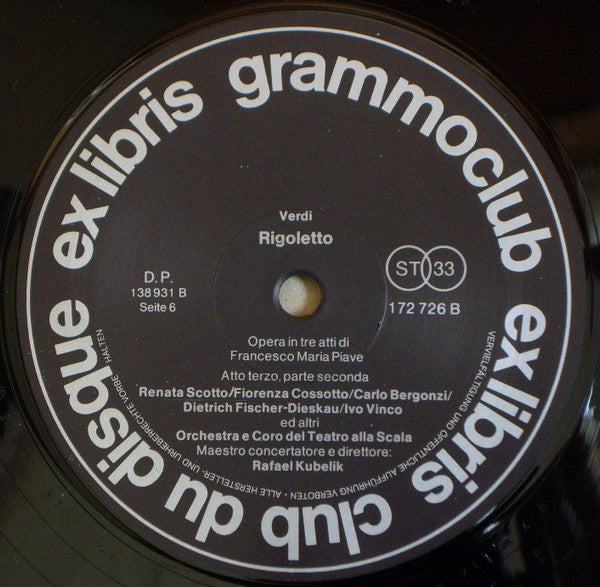 ex libris grammoclub ex libris club du disque
Verdi
Rigoletto
D.P.
138 931 B
Seite 6
ST 33
172 726 B
Opera in tre atti di
Francesco Maria Piave
Atto terzo, parte seconda
Renata Scotto/Fiorenza Cossotto/Carlo Bergonzi/
Dietrich Fischer-Dieskau/Ivo Vinco
ed altri
Orchestra e Coro del Teatro alla Scala
Maestro concertatore e direttore:
Rafael Kubelik
ALLE HERSTELLER- UND URHEBERRECHTE VORBEHALTEN · VERVIELFÄLTIGUNG UND ÖFFENTLICHE AUFFÜHRUNG VERBOTEN